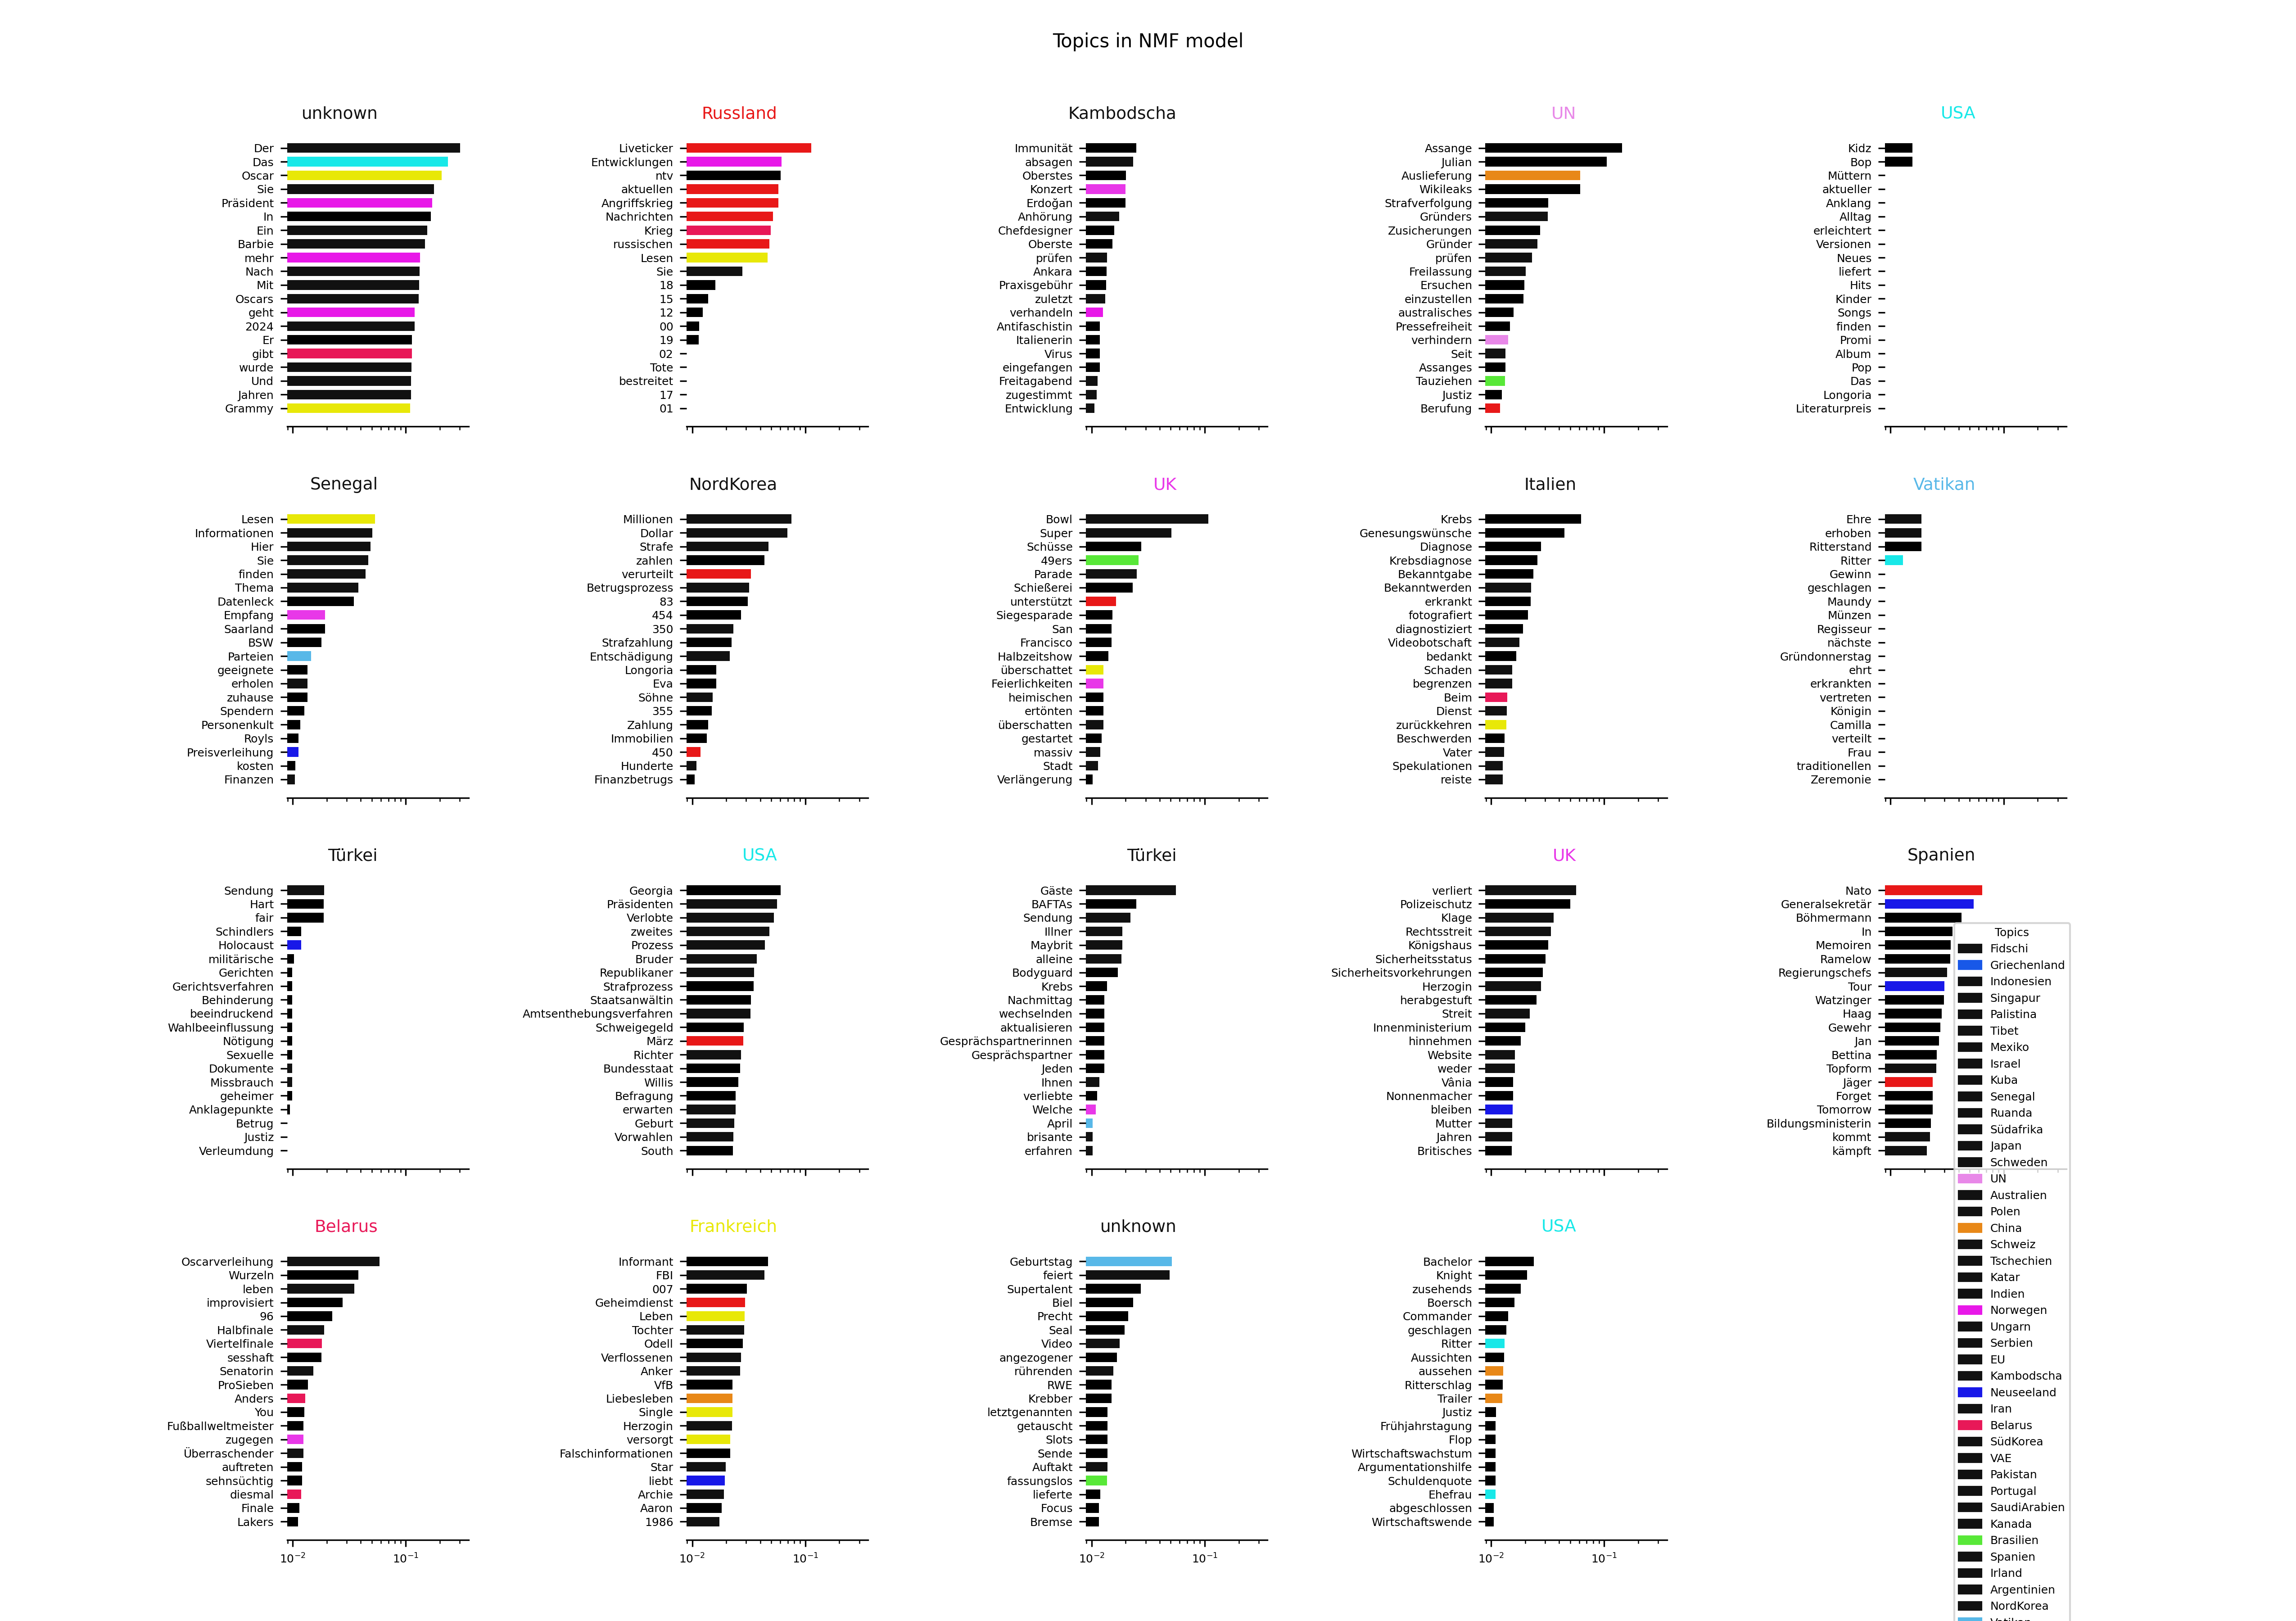 Topics in NMF model
unknown
Der
Das
Oscar
Sie
Präsident
In
Ein
Barbie
mehr
Nach
Mit
Oscars
geht
2024
Er
gibt
wurde
Und
Jahren
Grammy
Russland
Liveticker
Entwicklungen
ntv
aktuellen
Angriffskrieg
Nachrichten
Krieg
russischen
Lesen
Sie
18
15
12
00
19
02
Tote
bestreitet
17
01
Kambodscha
Immunität
absagen
Oberstes
Konzert
Erdoğan
Anhörung
Chefdesigner
Oberste
prüfen
Ankara
Praxisgebühr
zuletzt
verhandeln
Antifaschistin
Italienerin
Virus
eingefangen
Freitagabend
zugestimmt
Entwicklung
UN
Assange
Julian
Auslieferung
Wikileaks
Strafverfolgung
Gründers
Zusicherungen
Gründer
prüfen
Freilassung
Ersuchen
einzustellen
australisches
Pressefreiheit
verhindern
Seit
Assanges
Tauziehen
Justiz
Berufung
USA
Kidz
Bop
Müttern
aktueller
Anklang
Alltag
erleichtert
Versionen
Neues
liefert
Hits
Kinder
Songs
finden
Promi
Album
Pop
Das
Longoria
Literaturpreis
Senegal
Lesen
Informationen
Hier
Sie
finden
Thema
Datenleck
Empfang
Saarland
BSW
Parteien
geeignete
erholen
zuhause
Spendern
Personenkult
Royls
Preisverleihung
kosten
Finanzen
NordKorea
Millionen
Dollar
Strafe
zahlen
verurteilt
Betrugsprozess
83
454
350
Strafzahlung
Entschädigung
Longoria
Eva
Söhne
355
Zahlung
Immobilien
450
Hunderte
Finanzbetrugs
UK
Bowl
Super
Schüsse
49ers
Parade
Schießerei
unterstützt
Siegesparade
San
Francisco
Halbzeitshow
überschattet
Feierlichkeiten
heimischen
ertönten
überschatten
gestartet
massiv
Stadt
Verlängerung
Italien
Krebs
Genesungswünsche
Diagnose
Krebsdiagnose
Bekanntgabe
Bekanntwerden
erkrankt
fotografiert
diagnostiziert
Videobotschaft
bedankt
Schaden
begrenzen
Beim
Dienst
zurückkehren
Beschwerden
Vater
Spekulationen
reiste
Vatikan
Ehre
erhoben
Ritterstand
Ritter
Gewinn
geschlagen
Maundy
Münzen
Regisseur
nächste
Gründonnerstag
ehrt
erkrankten
vertreten
Königin
Camilla
verteilt
Frau
traditionellen
Zeremonie
Türkei
Sendung
Hart
fair
Schindlers
Holocaust
militärische
Gerichten
Gerichtsverfahren
Behinderung
beeindruckend
Wahlbeeinflussung
Nötigung
Sexuelle
Dokumente
Missbrauch
geheimer
Anklagepunkte
Betrug
Justiz
Verleumdung
USA
Georgia
Präsidenten
Verlobte
zweites
Prozess
Bruder
Republikaner
Strafprozess
Staatsanwältin
Amtsenthebungsverfahren
Schweigegeld
März
Richter
Bundesstaat
Willis
Befragung
erwarten
Geburt
Vorwahlen
South
Türkei
Gäste
BAFTAs
Sendung
Illner
Maybrit
alleine
Bodyguard
Krebs
Nachmittag
wechselnden
aktualisieren
Gesprächspartnerinnen
Gesprächspartner
Jeden
Ihnen
verliebte
Welche
April
brisante
erfahren
UK
verliert
Polizeischutz
Klage
Rechtsstreit
Königshaus
Sicherheitsstatus
Sicherheitsvorkehrungen
Herzogin
herabgestuft
Streit
Innenministerium
hinnehmen
Website
weder
Vânia
Nonnenmacher
bleiben
Mutter
Jahren
Britisches
Spanien
Nato
Generalsekretär
Böhmermann
In
Memoiren
Ramelow
Regierungschefs
Tour
Watzinger
Haag
Gewehr
Jan
Bettina
Topform
Jäger
Forget
Tomorrow
Bildungsministerin
kommt
kämpft
Belarus
Oscarverleihung
Wurzeln
leben
improvisiert
96
Halbfinale
Viertelfinale
sesshaft
Senatorin
ProSieben
Anders
You
Fußballweltmeister
zugegen
Überraschender
auftreten
sehnsüchtig
diesmal
Finale
Lakers
10⁻² 10⁻¹
Frankreich
Informant
FBI
007
Geheimdienst
Leben
Tochter
Odell
Verflossenen
Anker
VfB
Liebesleben
Single
Herzogin
versorgt
Falschinformationen
Star
liebt
Archie
Aaron
1986
10⁻² 10⁻¹
unknown
Geburtstag
feiert
Supertalent
Biel
Precht
Seal
Video
angezogener
rührenden
RWE
Krebber
letztgenannten
getauscht
Slots
Sende
Auftakt
fassungslos
lieferte
Focus
Bremse
10⁻² 10⁻¹
USA
Bachelor
Knight
zusehends
Boersch
Commander
geschlagen
Ritter
Aussichten
aussehen
Ritterschlag
Trailer
Justiz
Frühjahrstagung
Flop
Wirtschaftswachstum
Argumentationshilfe
Schuldenquote
Ehefrau
abgeschlossen
Wirtschaftswende
10⁻² 10⁻¹
Topics
Fidschi
Griechenland
Indonesien
Singapur
Palistina
Tibet
Mexiko
Israel
Kuba
Senegal
Ruanda
Südafrika
Japan
Schweden
UN
Australien
Polen
China
Schweiz
Tschechien
Katar
Indien
Norwegen
Ungarn
Serbien
EU
Kambodscha
Neuseeland
Iran
Belarus
SüdKorea
VAE
Pakistan
Portugal
SaudiArabien
Kanada
Brasilien
Spanien
Irland
Argentinien
NordKorea